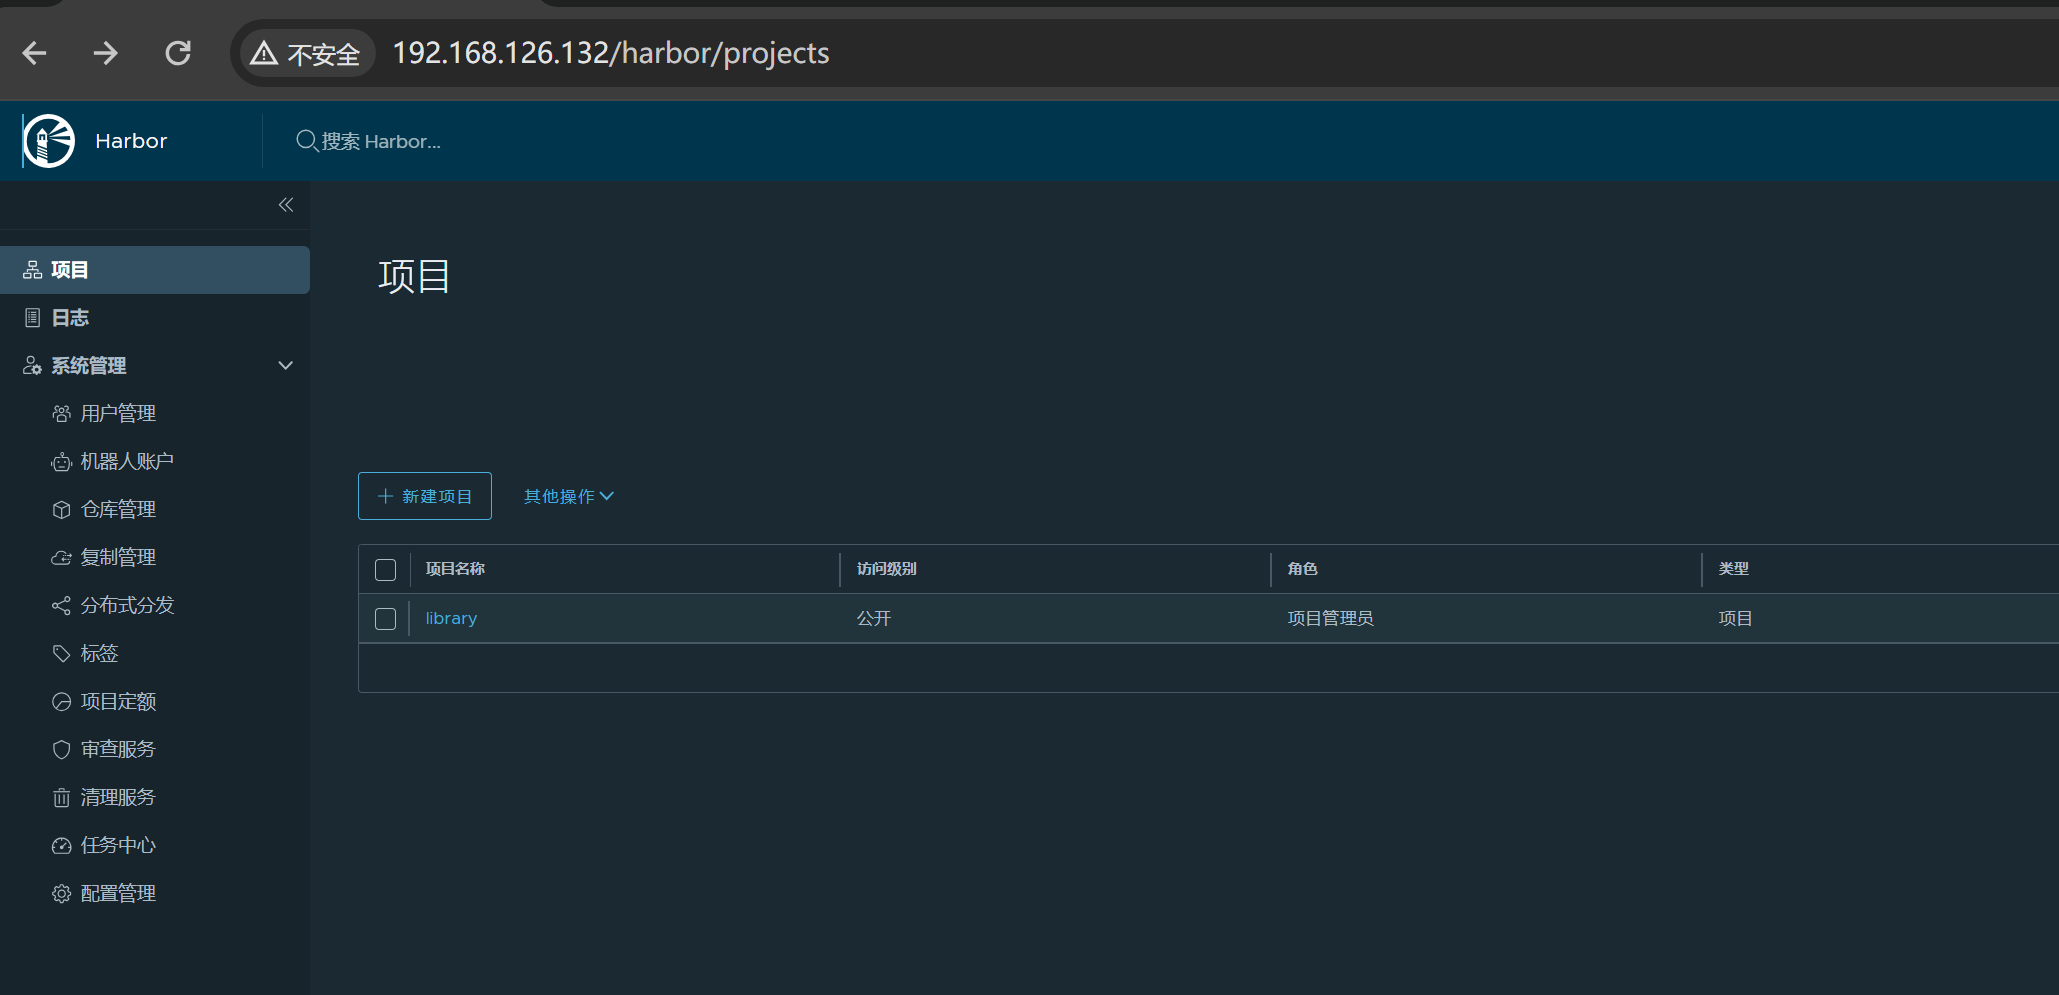 不安全 192.168.126.132/harbor/projects
Harbor
搜索 Harbor...
项目
日志
系统管理
用户管理
机器人账户
仓库管理
复制管理
分布式分发
标签
项目定额
审查服务
清理服务
任务中心
配置管理
项目
新建项目 其他操作
项目名称 访问级别 角色 类型
library 公开 项目管理员 项目